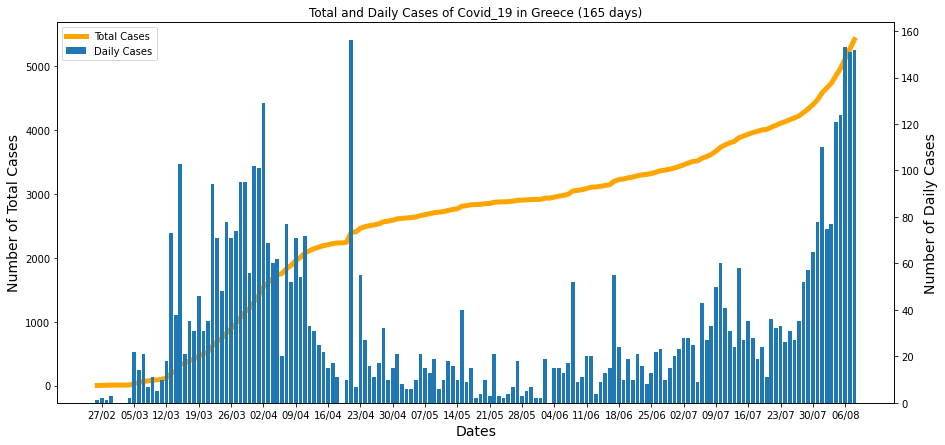 Total and Daily Cases of Covid_19 in Greece (165 days)
Total Cases
Daily Cases
Number of Total Cases
5000
4000
3000
2000
1000
0
160
140
120
100
80
60
40
20
0
Number of Daily Cases
27/02 05/03 12/03 19/03 26/03 02/04 09/04 16/04 23/04 30/04 07/05 14/05 21/05 28/05 04/06 11/06 18/06 25/06 02/07 09/07 16/07 23/07 30/07 06/08
Dates